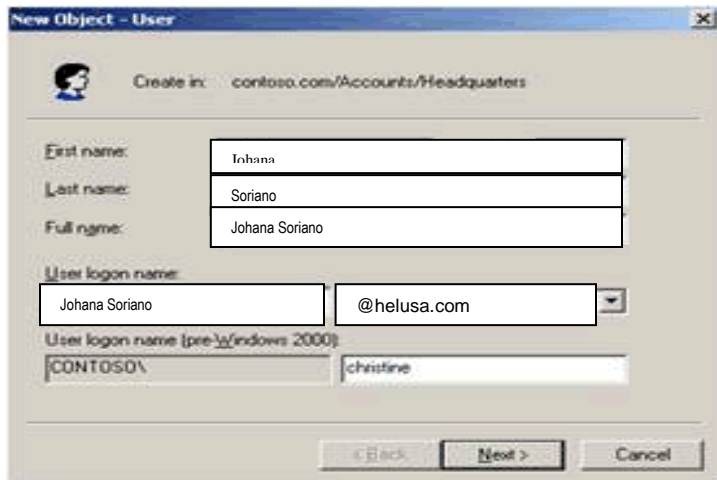 New Object - User
Create in: contoso.com/Accounts/Headquarters
First name: Johana
Last name: Soriano
Full name: Johana Soriano
User logon name:
Johana Soriano @helusa.com
User logon name (pre-Windows 2000):
CONTOSO\ christine
< Back Next > Cancel